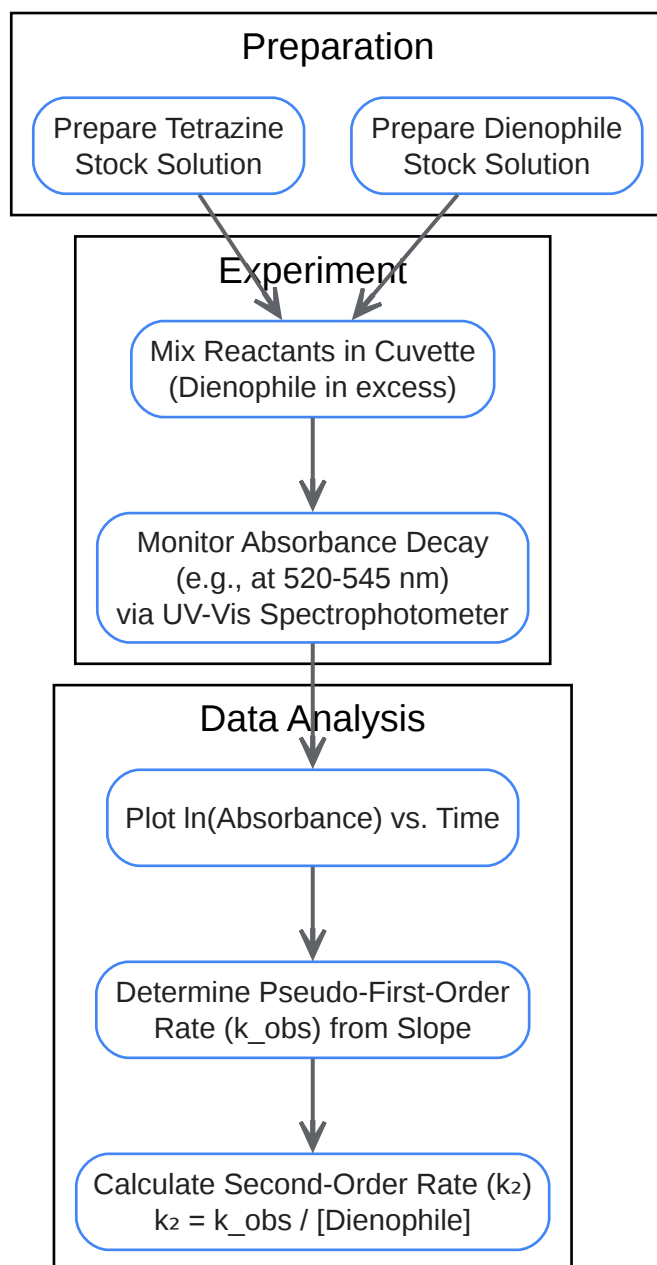 Preparation
Prepare Tetrazine
Stock Solution
Prepare Dienophile
Stock Solution
Experiment
Mix Reactants in Cuvette
(Dienophile in excess)
Monitor Absorbance Decay
(e.g., at 520-545 nm)
via UV-Vis Spectrophotometer
Data Analysis
Plot ln(Absorbance) vs. Time
Determine Pseudo-First-Order
Rate (k_obs) from Slope
Calculate Second-Order Rate (k₂)
k₂ = k_obs / [Dienophile]